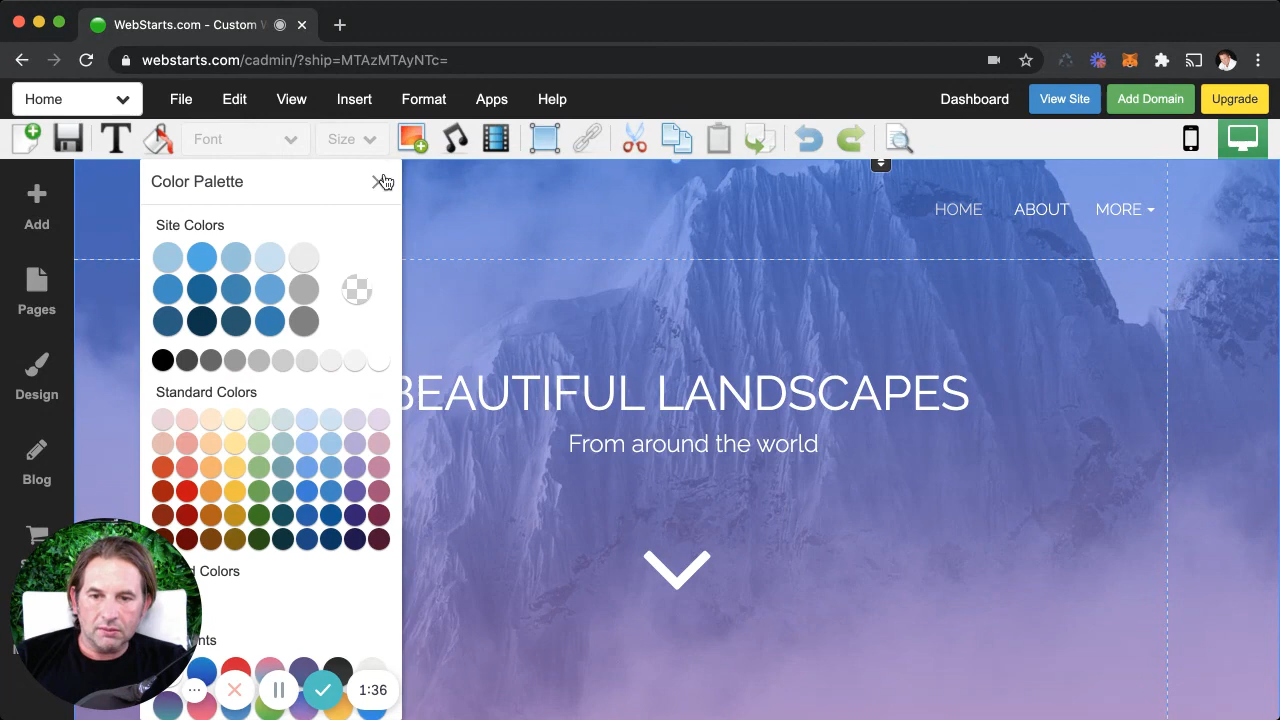 WebStarts.com - Custom W
webstarts.com/cadmin/?ship=MTAzMTAyNTc=
Home
File
Edit
View
Insert
Format
Apps
Help
Dashboard
View Site
Add Domain
Upgrade
T
Font
Size
Add
Pages
Design
Blog
Color Palette
Site Colors
Standard Colors
Colors
HOME
ABOUT
MORE
BEAUTIFUL LANDSCAPES
From around the world
1:36